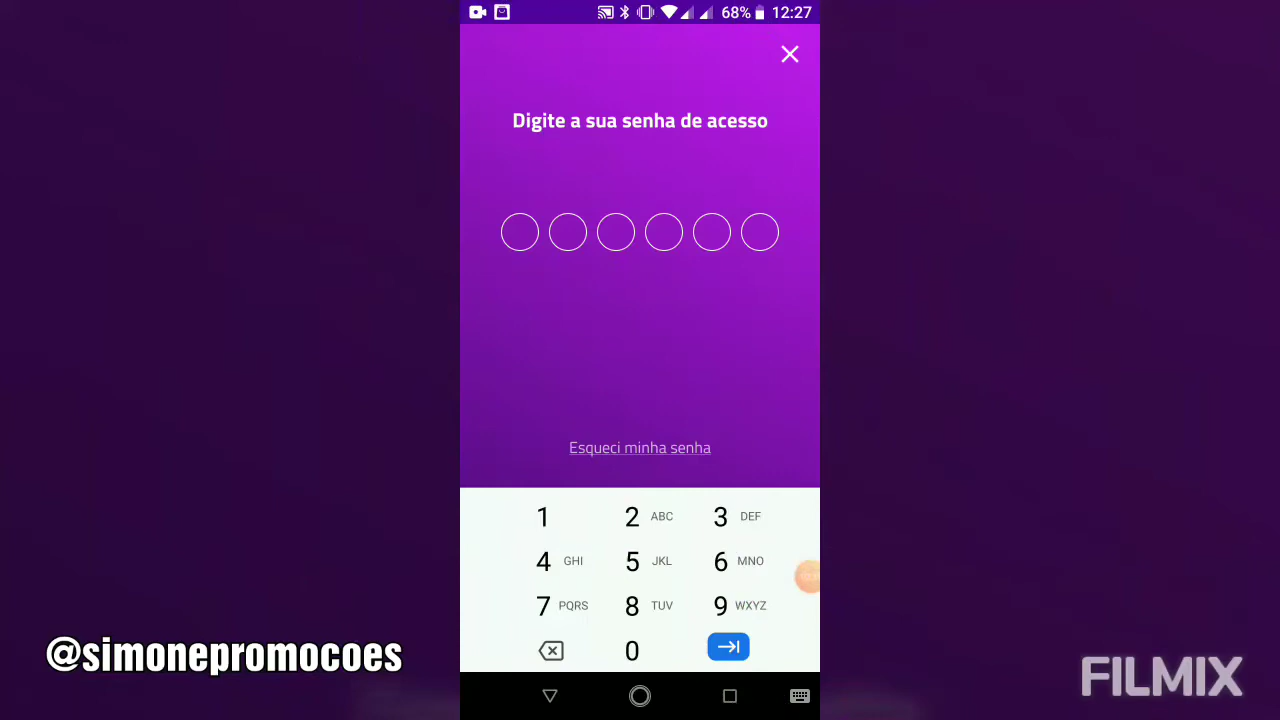 68% 12:27
Digite a sua senha de acesso
Esqueci minha senha
1 2 ABC 3 DEF
4 GHI 5 JKL 6 MNO
7 PQRS 8 TUV 9 WXYZ
0
@simonepromocoes
FILMIX